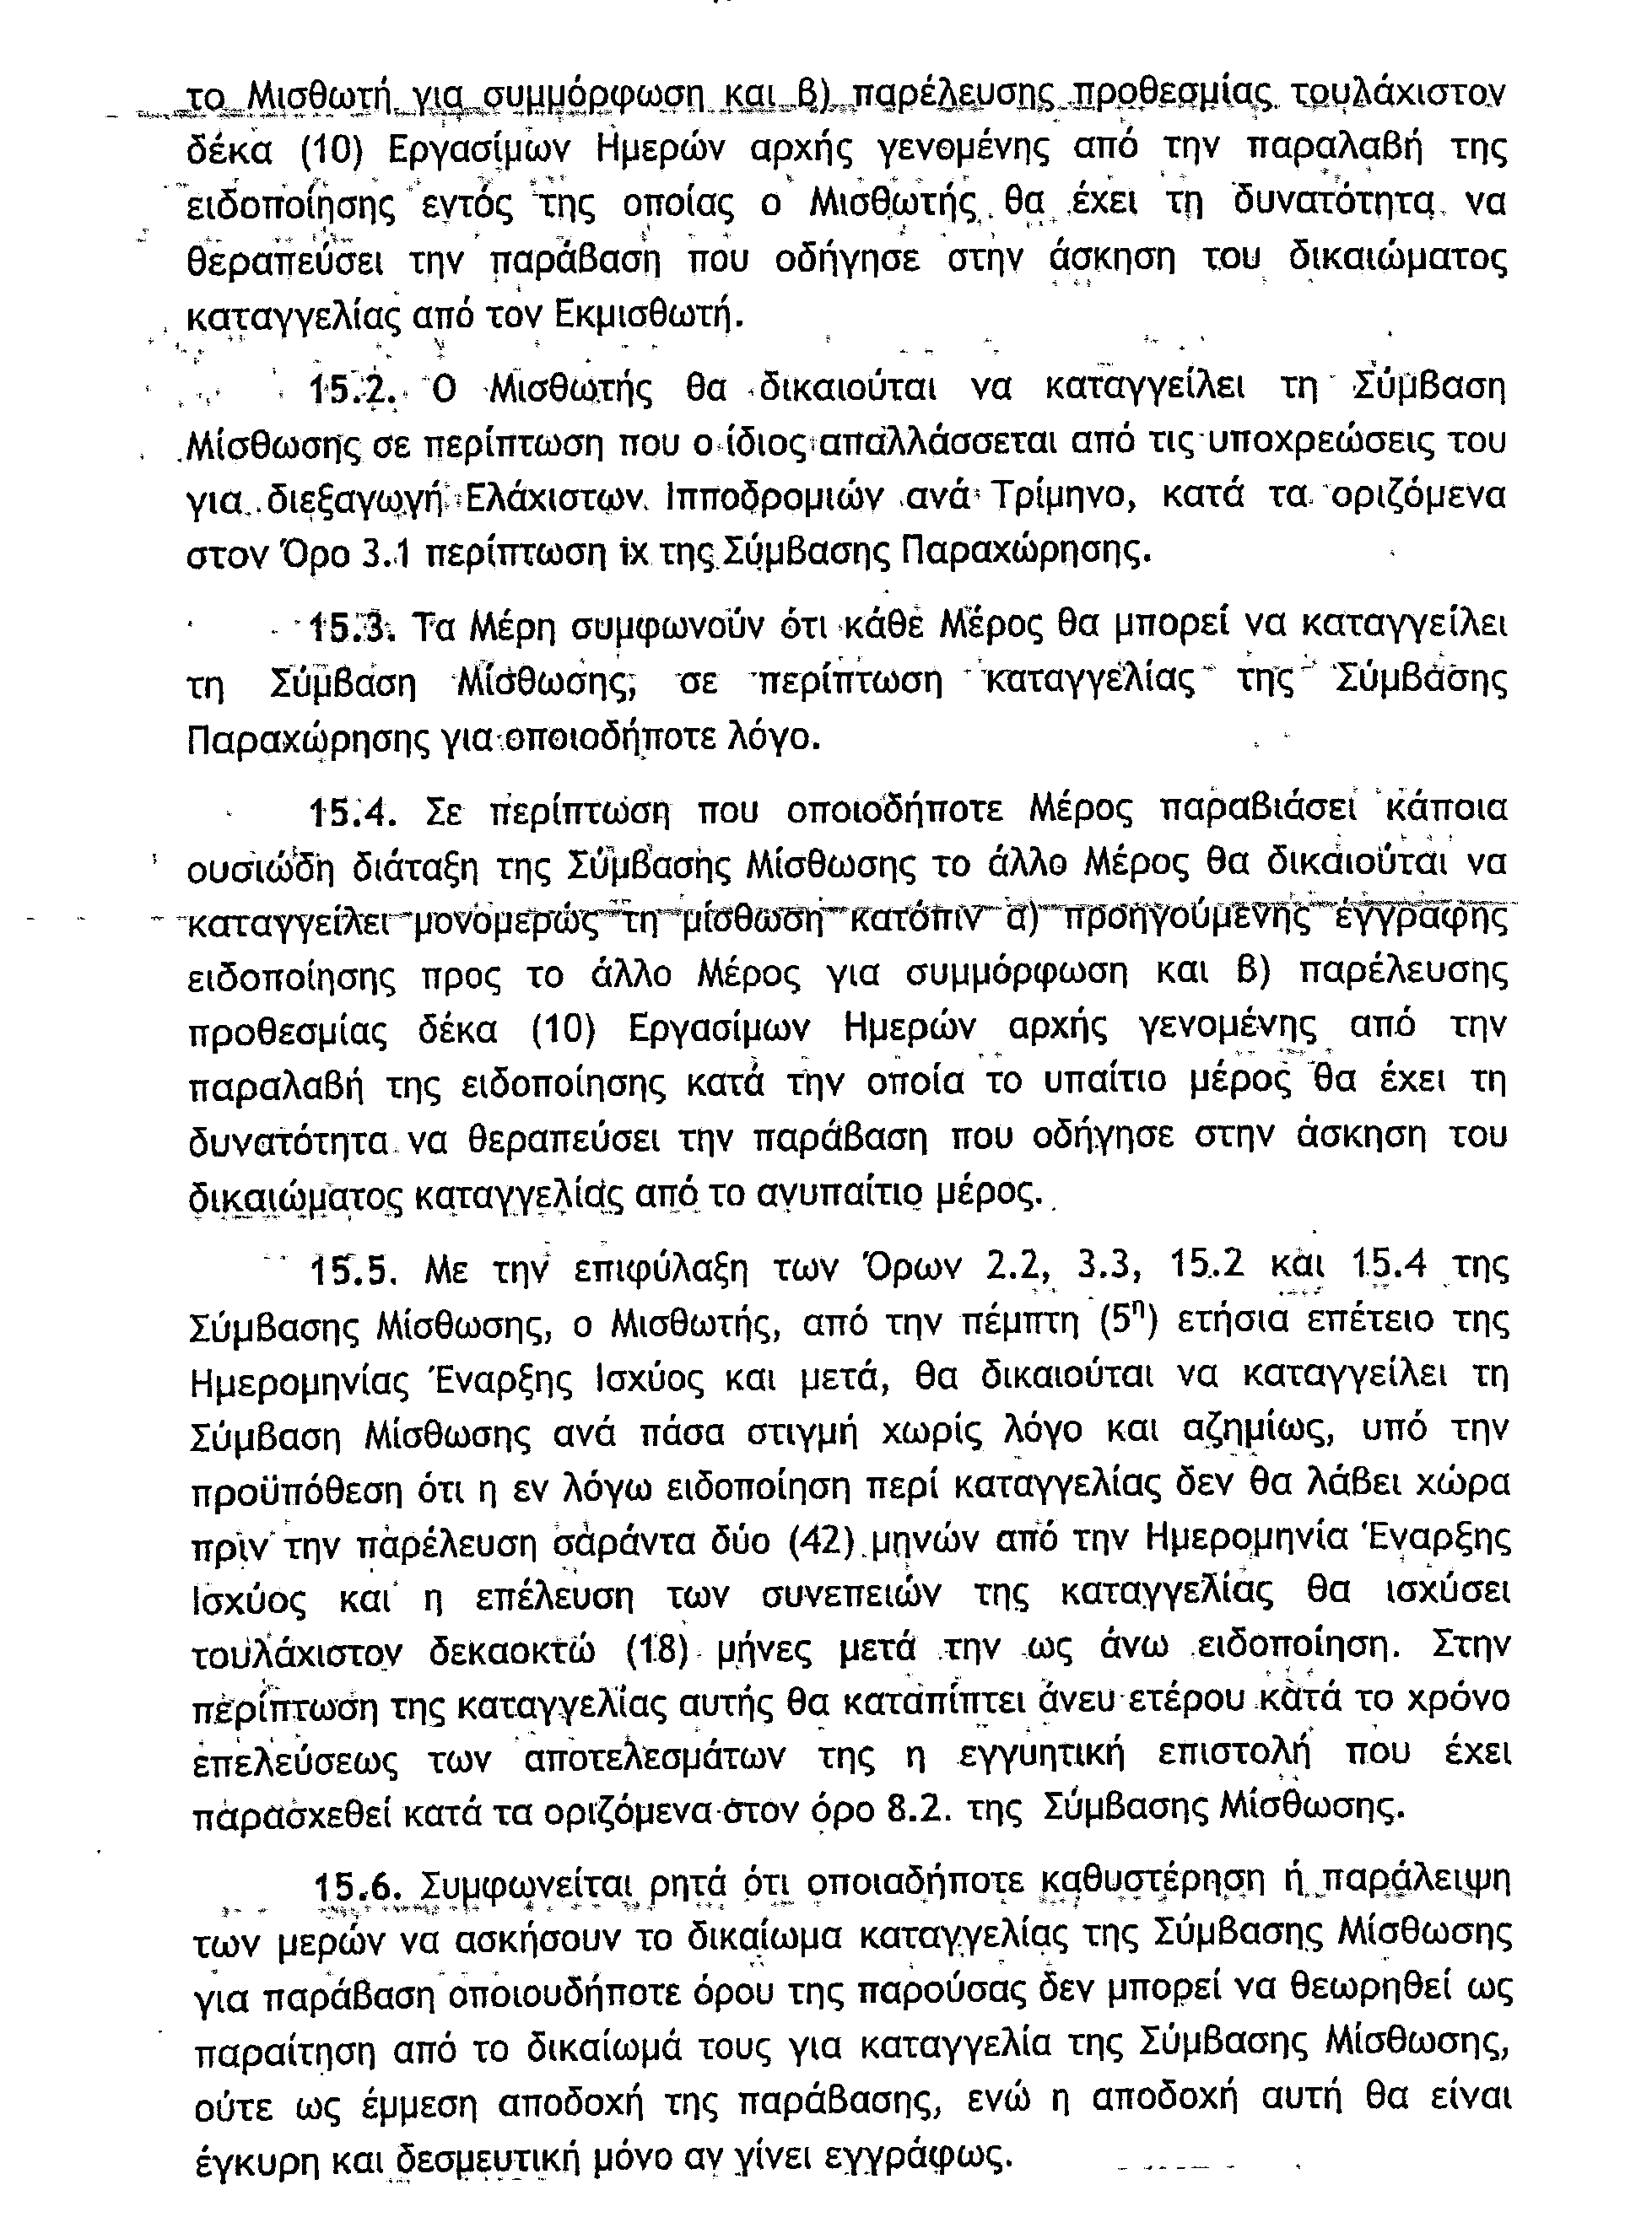 το Μισθωτή για συμμόρφωση και β) παρέλευσης προθεσμίας τουλάχιστον
δέκα (10) Εργασίμων Ημερών αρχής γενομένης από την παραλαβή της
ειδοποίησης εντός της οποίας ο Μισθωτής θα έχει τη δυνατότητα να
θεραπεύσει την παράβαση που οδήγησε στην άσκηση του δικαιώματος
καταγγελίας από τον Εκμισθωτή.
15.2. Ο Μισθωτής θα δικαιούται να καταγγείλει τη Σύμβαση
Μίσθωσης σε περίπτωση που ο ίδιος απαλλάσσεται από τις υποχρεώσεις του
για διεξαγωγή Ελάχιστων Ιπποδρομιών ανά Τρίμηνο, κατά τα οριζόμενα
στον Όρο 3.1 περίπτωση ix της Σύμβασης Παραχώρησης.
15.3. Τα Μέρη συμφωνούν ότι κάθε Μέρος θα μπορεί να καταγγείλει
τη Σύμβαση Μίσθωσης, σε περίπτωση καταγγελίας της Σύμβασης
Παραχώρησης για οποιοδήποτε λόγο.
15.4. Σε περίπτωση που οποιοδήποτε Μέρος παραβιάσει κάποια
ουσιώδη διάταξη της Σύμβασης Μίσθωσης το άλλο Μέρος θα δικαιούται να
καταγγείλει μονομερώς τη μίσθωση κατόπιν α) προηγούμενης έγγραφης
ειδοποίησης προς το άλλο Μέρος για συμμόρφωση και β) παρέλευσης
προθεσμίας δέκα (10) Εργασίμων Ημερών αρχής γενομένης από την
παραλαβή της ειδοποίησης κατά την οποία το υπαίτιο μέρος θα έχει τη
δυνατότητα να θεραπεύσει την παράβαση που οδήγησε στην άσκηση του
δικαιώματος καταγγελίας από το ανυπαίτιο μέρος.
15.5. Με την επιφύλαξη των Όρων 2.2, 3.3, 15.2 και 15.4 της
Σύμβασης Μίσθωσης, ο Μισθωτής, από την πέμπτη (5η) ετήσια επέτειο της
Ημερομηνίας Έναρξης Ισχύος και μετά, θα δικαιούται να καταγγείλει τη
Σύμβαση Μίσθωσης ανά πάσα στιγμή χωρίς λόγο και αζημίως, υπό την
προϋπόθεση ότι η εν λόγω ειδοποίηση περί καταγγελίας δεν θα λάβει χώρα
πριν την παρέλευση σαράντα δύο (42) μηνών από την Ημερομηνία Έναρξης
Ισχύος και η επέλευση των συνεπειών της καταγγελίας θα ισχύσει
τουλάχιστον δεκαοκτώ (18) μήνες μετά την ως άνω ειδοποίηση. Στην
περίπτωση της καταγγελίας αυτής θα καταπίπτει άνευ ετέρου κατά το χρόνο
επελεύσεως των αποτελεσμάτων της η εγγυητική επιστολή που έχει
παρασχεθεί κατά τα οριζόμενα στον όρο 8.2. της Σύμβασης Μίσθωσης.
15.6. Συμφωνείται ρητά ότι οποιαδήποτε καθυστέρηση ή παράλειψη
των μερών να ασκήσουν το δικαίωμα καταγγελίας της Σύμβασης Μίσθωσης
για παράβαση οποιουδήποτε όρου της παρούσας δεν μπορεί να θεωρηθεί ως
παραίτηση από το δικαίωμά τους για καταγγελία της Σύμβασης Μίσθωσης,
ούτε ως έμμεση αποδοχή της παράβασης, ενώ η αποδοχή αυτή θα είναι
έγκυρη και δεσμευτική μόνο αν γίνει εγγράφως.